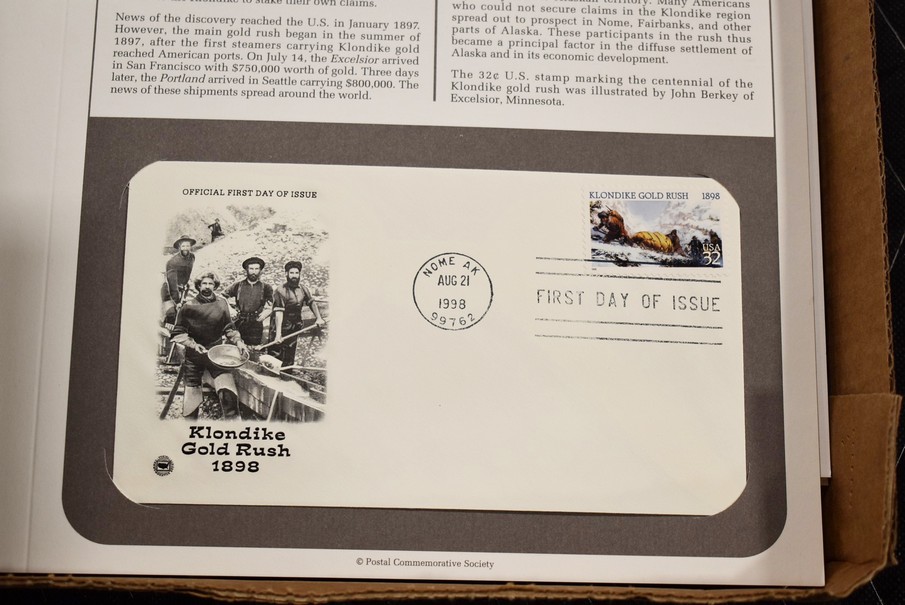 to stake their own claims.
News of the discovery reached the U.S. in January 1897.
However, the main gold rush began in the summer of
1897, after the first steamers carrying Klondike gold
reached American ports. On July 14, the Excelsior arrived
in San Francisco with $750,000 worth of gold. Three days
later, the Portland arrived in Seattle carrying $800,000. The
news of these shipments spread around the world.
territory. Many Americans
who could not secure claims in the Klondike region
spread out to prospect in Nome, Fairbanks, and other
parts of Alaska. These participants in the rush thus
became a principal factor in the diffuse settlement of
Alaska and in its economic development.
The 32¢ U.S. stamp marking the centennial of the
Klondike gold rush was illustrated by John Berkey of
Excelsior, Minnesota.
OFFICIAL FIRST DAY OF ISSUE
KLONDIKE GOLD RUSH 1898
USA
32
NOME AK
AUG 21
1998
99762
FIRST DAY OF ISSUE
Klondike
Gold Rush
1898
© Postal Commemorative Society